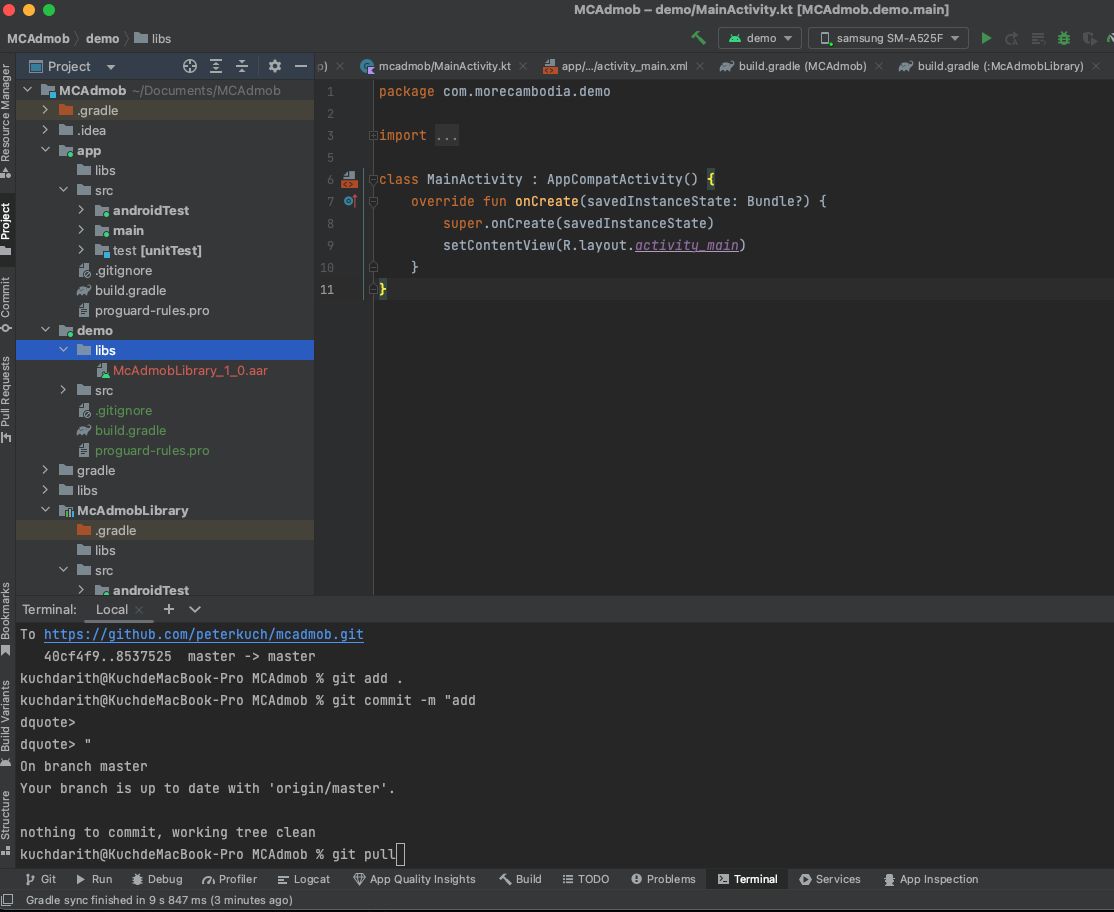 MCAdmob – demo/MainActivity.kt [MCAdmob.demo.main]
MCAdmob demo libs
demo samsung SM-A525F
Project
p) mcadmob/MainActivity.kt app/.../activity_main.xml build.gradle (MCAdmob) build.gradle (:McAdmobLibrary)
Resource Manager
Project
Commit
Pull Requests
Bookmarks
Build Variants
Structure
MCAdmob ~/Documents/MCAdmob
.gradle
.idea
app
libs
src
androidTest
main
test [unitTest]
.gitignore
build.gradle
proguard-rules.pro
demo
libs
McAdmobLibrary_1_0.aar
src
.gitignore
build.gradle
proguard-rules.pro
gradle
libs
McAdmobLibrary
.gradle
libs
src
androidTest
1 package com.morecambodia.demo
2
3 import ...
5
6 class MainActivity : AppCompatActivity() {
7 override fun onCreate(savedInstanceState: Bundle?) {
8 super.onCreate(savedInstanceState)
9 setContentView(R.layout.activity_main)
10 }
11 }
Terminal: Local
To https://github.com/peterkuch/mcadmob.git
40cf4f9..8537525 master -> master
kuchdarith@KuchdeMacBook-Pro MCAdmob % git add .
kuchdarith@KuchdeMacBook-Pro MCAdmob % git commit -m "add
dquote>
dquote> "
On branch master
Your branch is up to date with 'origin/master'.
nothing to commit, working tree clean
kuchdarith@KuchdeMacBook-Pro MCAdmob % git pull
Git Run Debug Profiler Logcat App Quality Insights Build TODO Problems Terminal Services App Inspection
Gradle sync finished in 9 s 847 ms (3 minutes ago)